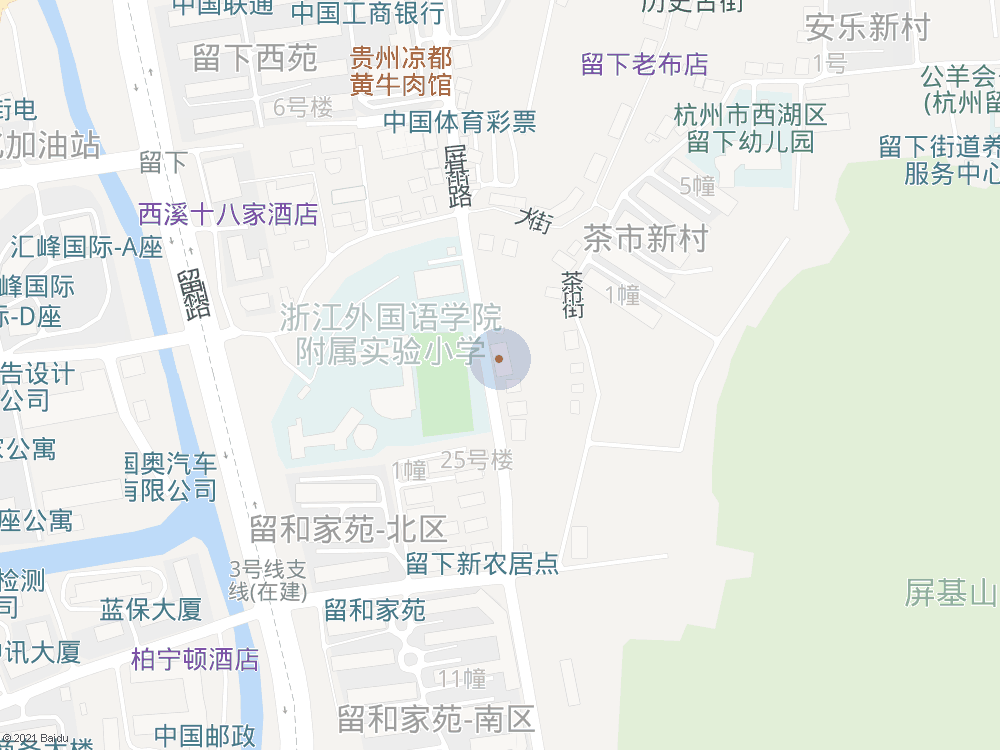 中国联通
中国工商银行
历史古街
安乐新村
留下西苑
贵州凉都
黄牛肉馆
留下老布店
1号
公羊会
(杭州留
6号楼
街电
中国体育彩票
杭州市西湖区
留下幼儿园
加油站
留下
屏基路
留下街道养
服务中心
5幢
西溪十八家酒店
大街
茶市新村
汇峰国际-A座
峰国际
示-D座
留和路
茶市街
1幢
浙江外国语学院
附属实验小学
告设计
公司
家公寓
国奥汽车
有限公司
1幢
25号楼
座公寓
留和家苑-北区
3号线支
线(在建)
留下新农居点
检测
司
蓝保大厦
留和家苑
屏基山
中讯大厦
柏宁顿酒店
11幢
留和家苑-南区
中国邮政
商务大楼
© 2021 Baidu